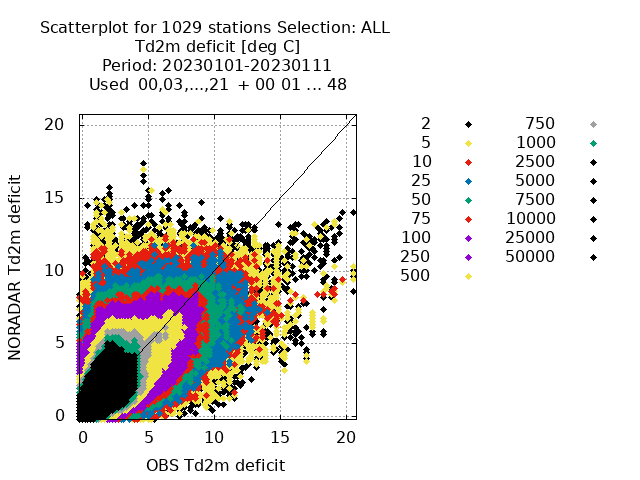 Scatterplot for 1029 stations Selection: ALL
Td2m deficit [deg C]
Period: 20230101-20230111
Used 00,03,...,21 + 00 01 ... 48
NORADAR Td2m deficit
20
15
10
5
0
0 5 10 15 20
OBS Td2m deficit
2 750
5 1000
10 2500
25 5000
50 7500
75 10000
100 25000
250 50000
500